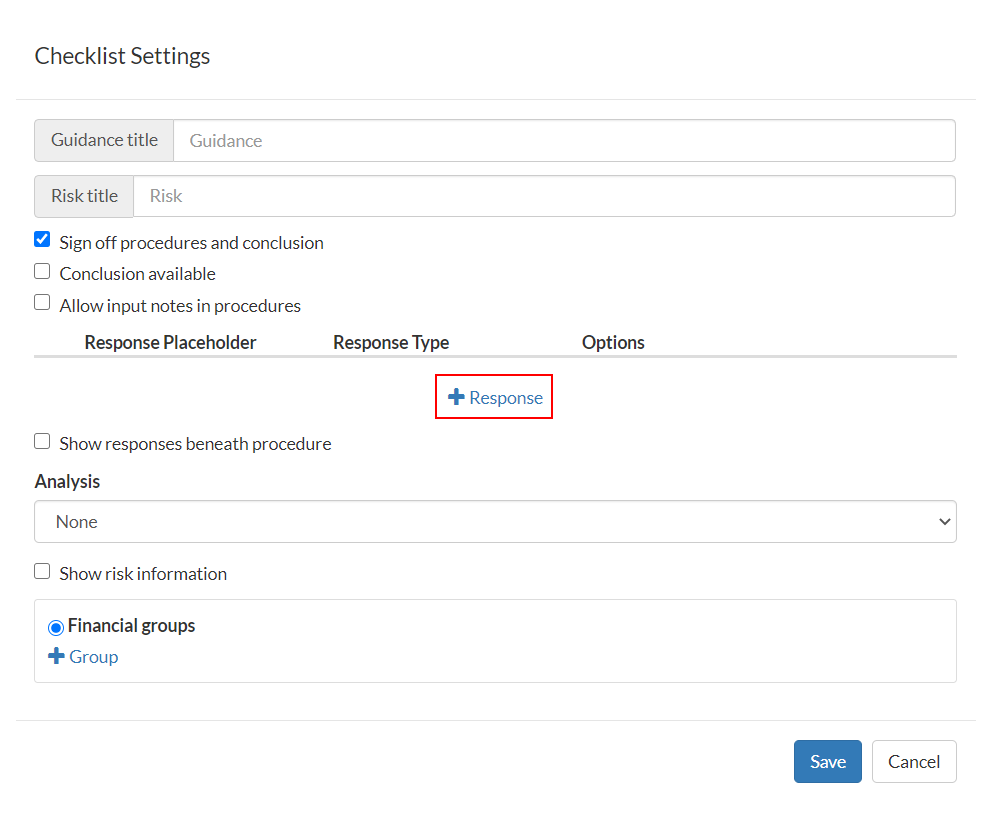 Checklist Settings
Guidance title Guidance
Risk title Risk
Sign off procedures and conclusion
Conclusion available
Allow input notes in procedures
Response Placeholder Response Type Options
Response
Show responses beneath procedure
Analysis
None
Show risk information
Financial groups
Group
Save Cancel